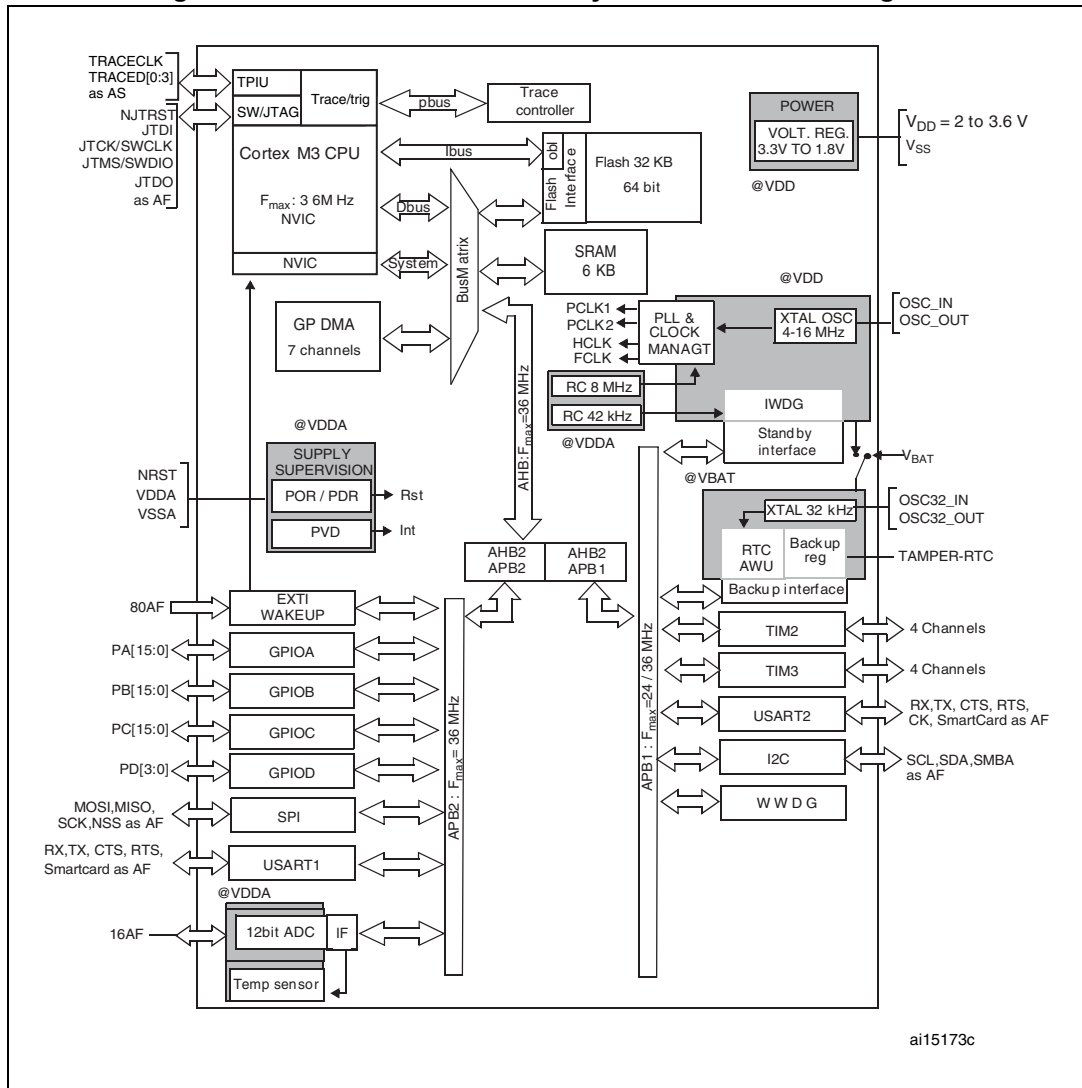 TRACECLK
TRACED[0:3]
as AS
NJTRST
JTDI
JTCK/SWCLK
JTMS/SWDIO
JTDO
as AF
TPIU
SW/JTAG
Trace/trig
pbus
Trace
controller
Cortex M3 CPU
Fmax: 3 6M Hz
NVIC
NVIC
Ibus
Dbus
System
BusM atrix
obl
Flash
Interface
Flash 32 KB
64 bit
SRAM
6 KB
POWER
VOLT. REG.
3.3V TO 1.8V
@VDD
VDD = 2 to 3.6 V
VSS
GP DMA
7 channels
AHB: Fmax=36 MHz
@VDD
PCLK1
PCLK2
HCLK
FCLK
PLL &
CLOCK
MANAGT
XTAL OSC
4-16 MHz
OSC_IN
OSC_OUT
RC 8 MHz
RC 42 kHz
@VDDA
IWDG
Stand by
interface
VBAT
@VBAT
@VDDA
SUPPLY
SUPERVISION
POR / PDR
PVD
Rst
Int
NRST
VDDA
VSSA
XTAL 32 kHz
OSC32_IN
OSC32_OUT
RTC
AWU
Backup
reg
TAMPER-RTC
Backup interface
AHB2
APB2
AHB2
APB1
80AF
EXTI
WAKEUP
PA[15:0]
GPIOA
PB[15:0]
GPIOB
PC[15:0]
GPIOC
PD[3:0]
GPIOD
MOSI,MISO,
SCK,NSS as AF
SPI
RX,TX, CTS, RTS,
Smartcard as AF
USART1
@VDDA
16AF
12bit ADC
IF
Temp sensor
APB2 : Fmax= 36 MHz
APB1 : Fmax=24 / 36 MHz
TIM2
4 Channels
TIM3
4 Channels
USART2
RX,TX, CTS, RTS,
CK, SmartCard as AF
I2C
SCL,SDA,SMBA
as AF
W W D G
ai15173c